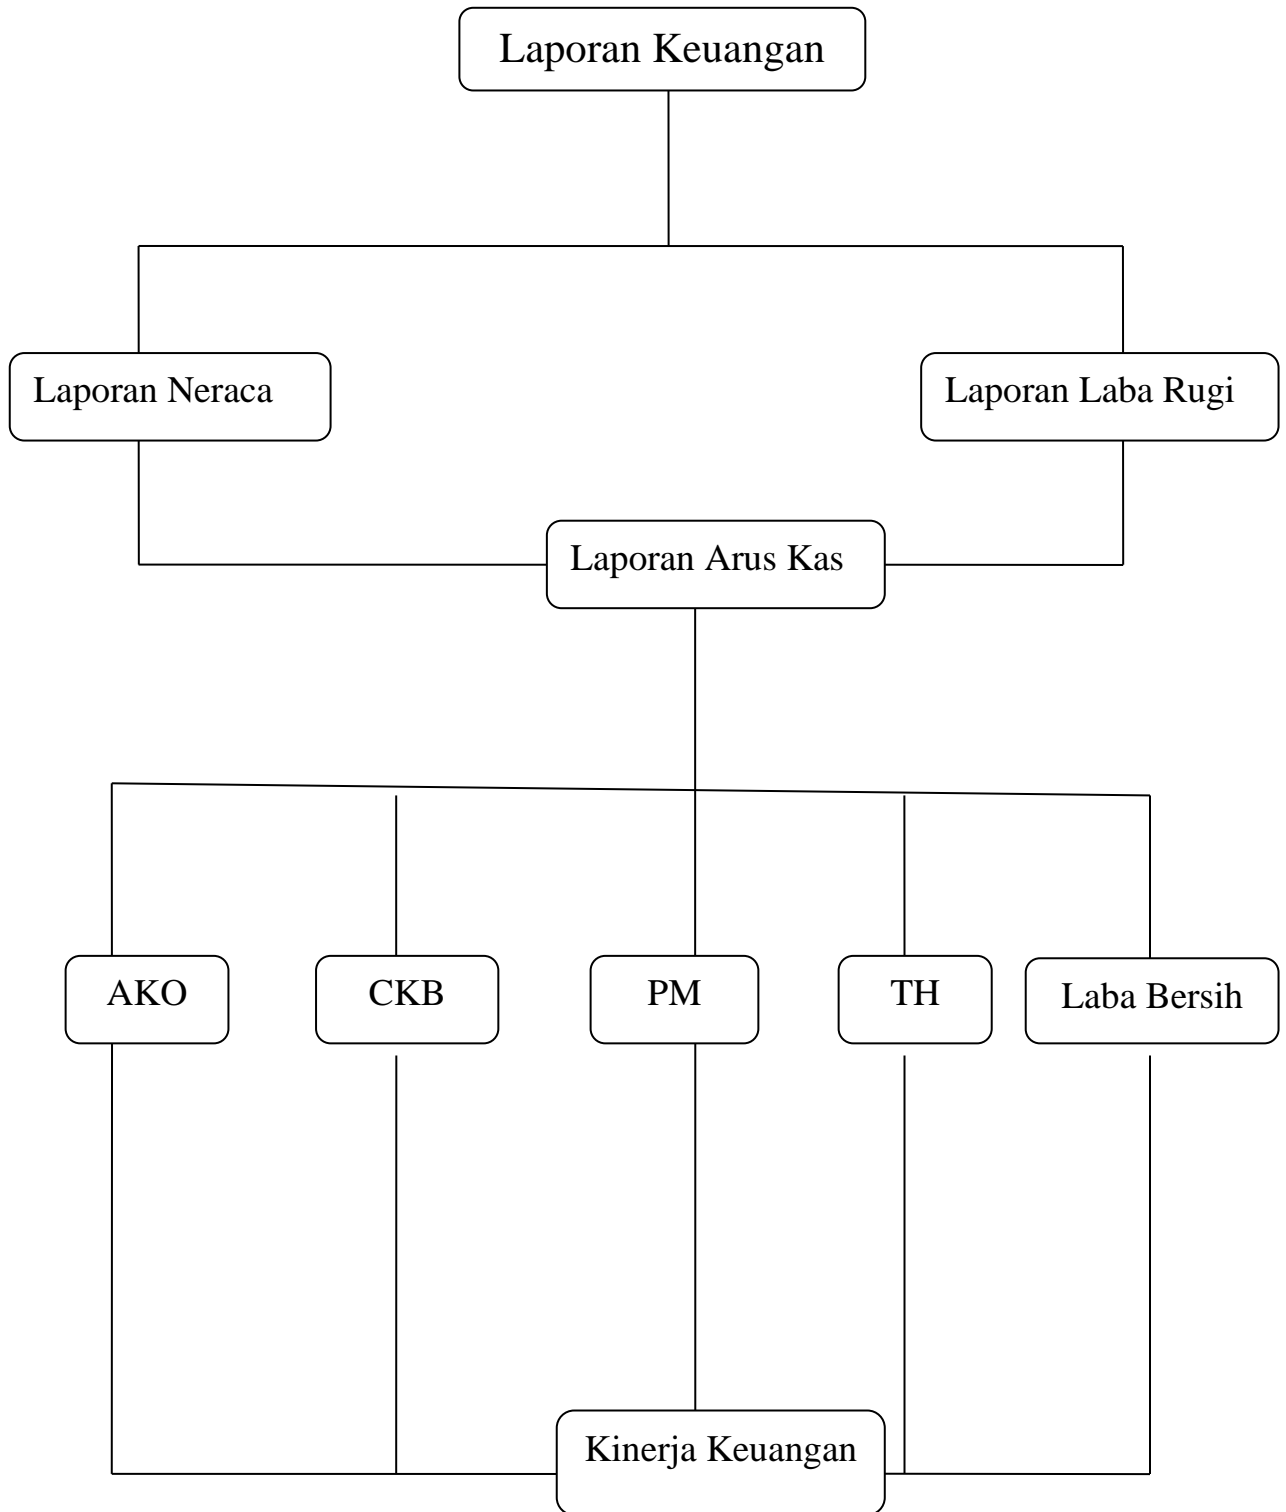 Laporan Keuangan
Laporan Neraca
Laporan Laba Rugi
Laporan Arus Kas
AKO
CKB
PM
TH
Laba Bersih
Kinerja Keuangan